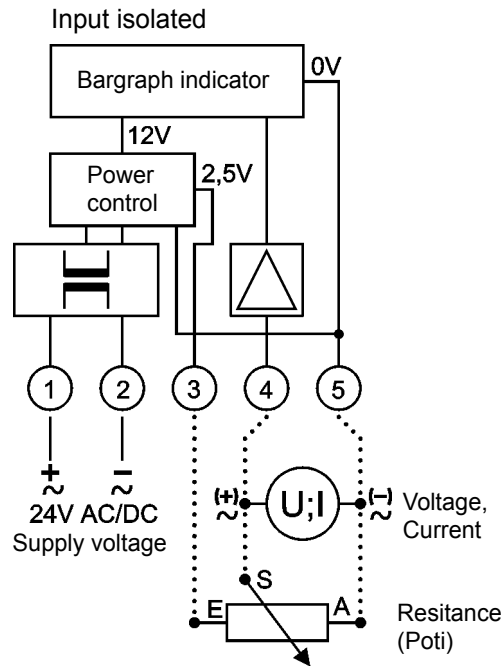 Input isolated
Bargraph indicator
0V
12V
Power
control
2,5V
1
2
3
4
5
+
~
−
~
24V AC/DC
Supply voltage
(+)
~
U;I
(−)
~
Voltage,
Current
S
E
A
Resitance
(Poti)